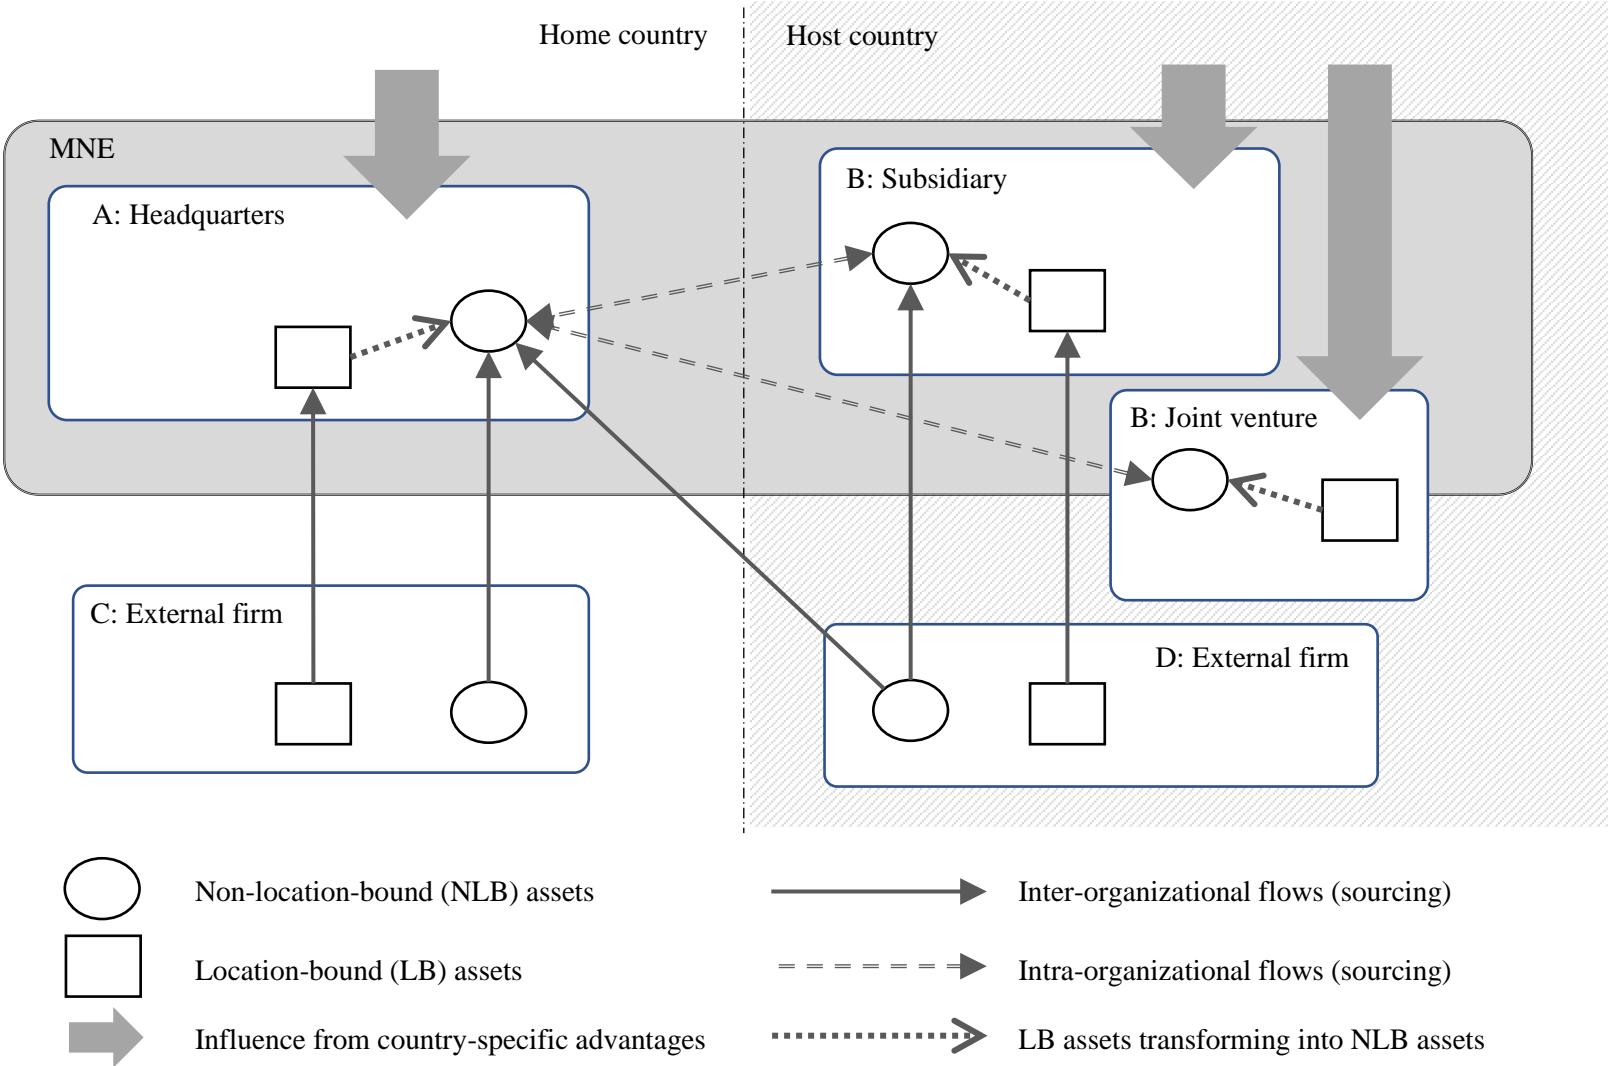 Home country
Host country
MNE
A: Headquarters
B: Subsidiary
B: Joint venture
C: External firm
D: External firm
Non-location-bound (NLB) assets
Inter-organizational flows (sourcing)
Location-bound (LB) assets
Intra-organizational flows (sourcing)
Influence from country-specific advantages
LB assets transforming into NLB assets